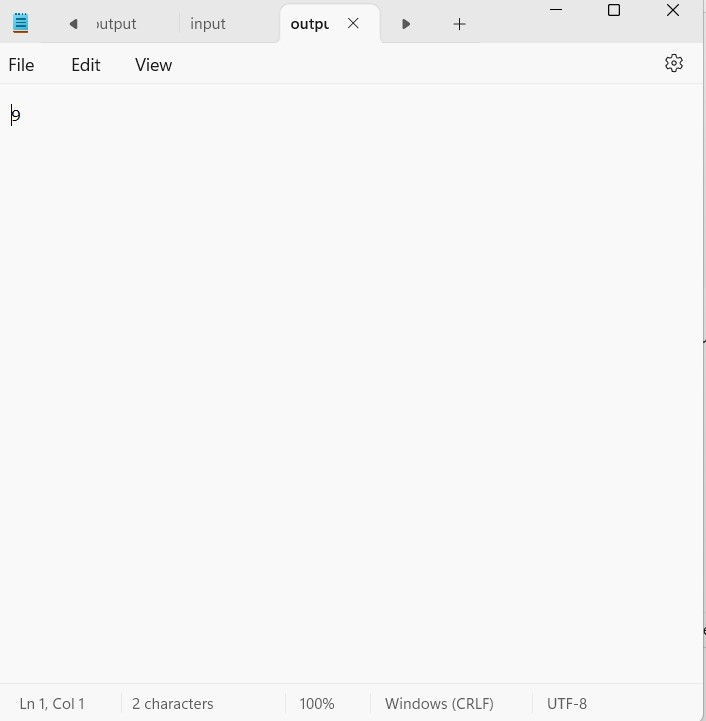 output
input
outpu
File Edit View
9
Ln 1, Col 1 2 characters 100% Windows (CRLF) UTF-8